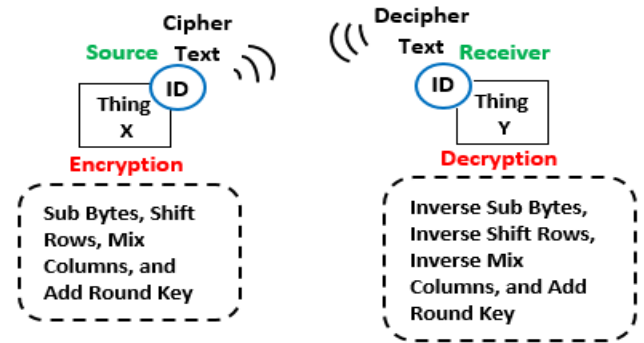 Cipher
Source Text
ID
Thing
X
Encryption
Sub Bytes, Shift
Rows, Mix
Columns, and
Add Round Key
Decipher
Text Receiver
ID
Thing
Y
Decryption
Inverse Sub Bytes,
Inverse Shift Rows,
Inverse Mix
Columns, and Add
Round Key